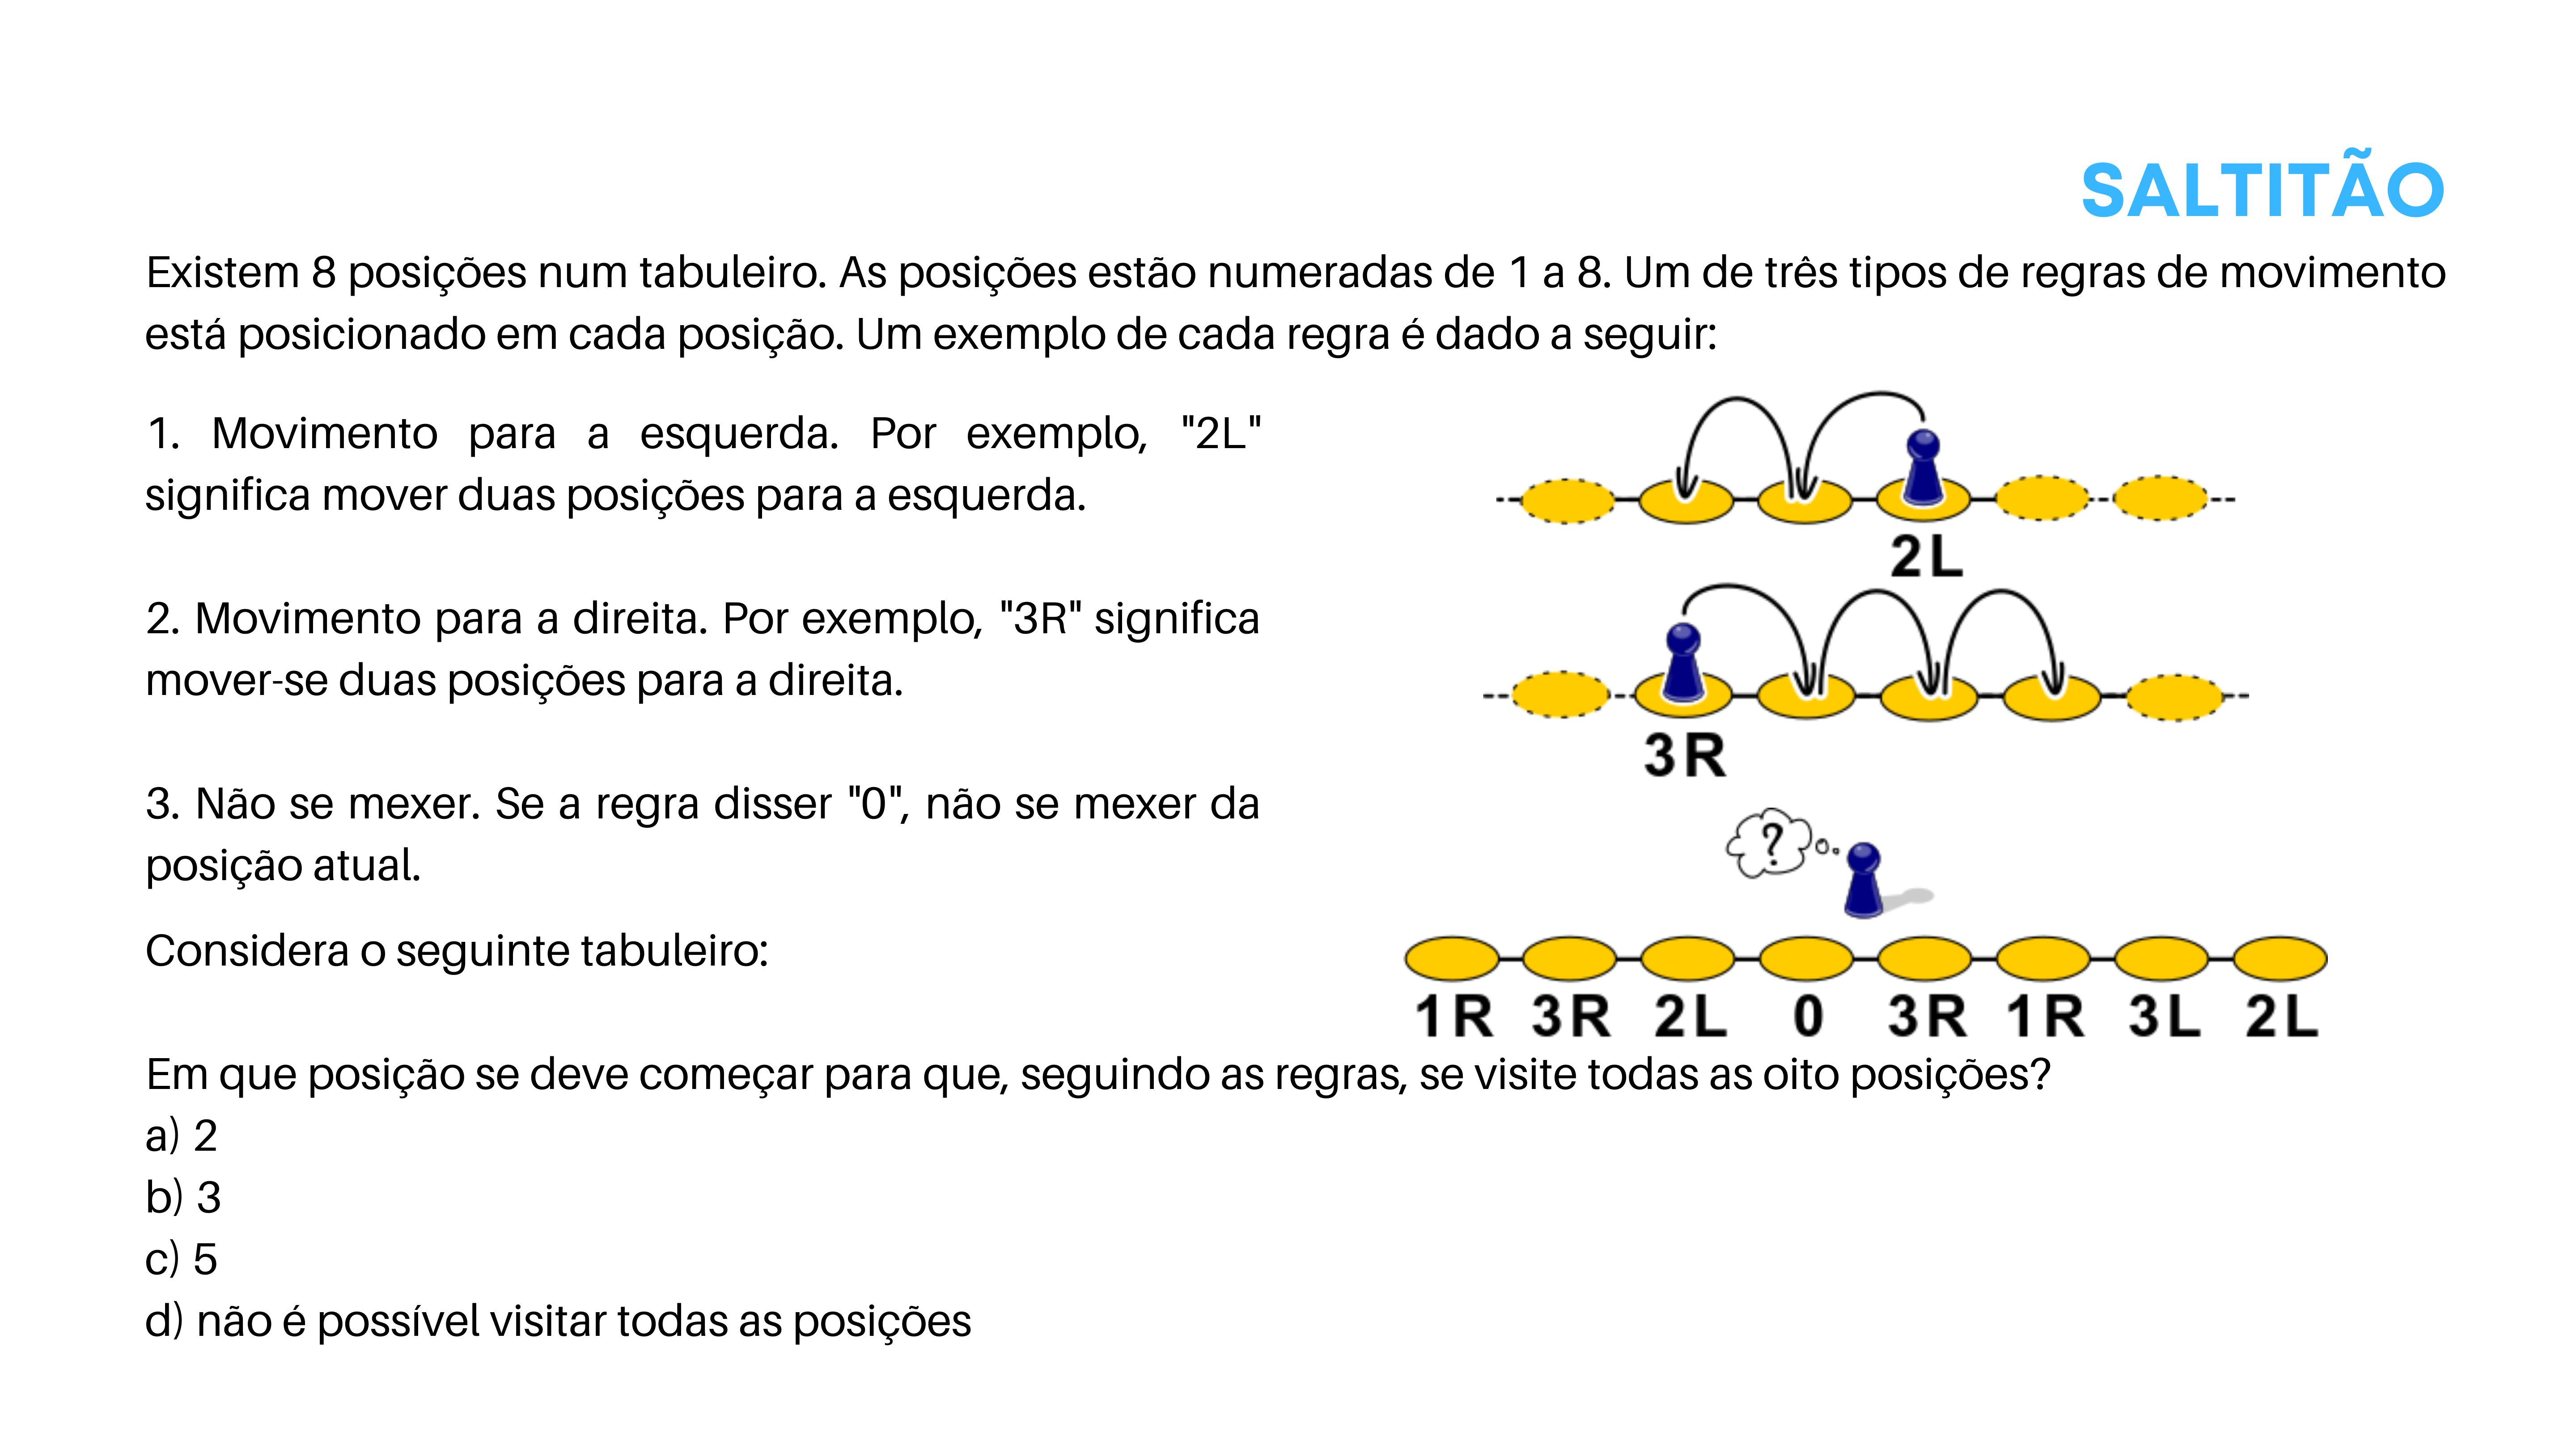 SALTITÃO
Existem 8 posições num tabuleiro. As posições estão numeradas de 1 a 8. Um de três tipos de regras de movimento
está posicionado em cada posição. Um exemplo de cada regra é dado a seguir:
1. Movimento para a esquerda. Por exemplo, "2L"
significa mover duas posições para a esquerda.
2L
2. Movimento para a direita. Por exemplo, "3R" significa
mover-se duas posições para a direita.
3R
3. Não se mexer. Se a regra disser "0", não se mexer da
posição atual.
?
Considera o seguinte tabuleiro:
1R 3R 2L 0 3R 1R 3L 2L
Em que posição se deve começar para que, seguindo as regras, se visite todas as oito posições?
a) 2
b) 3
c) 5
d) não é possível visitar todas as posições